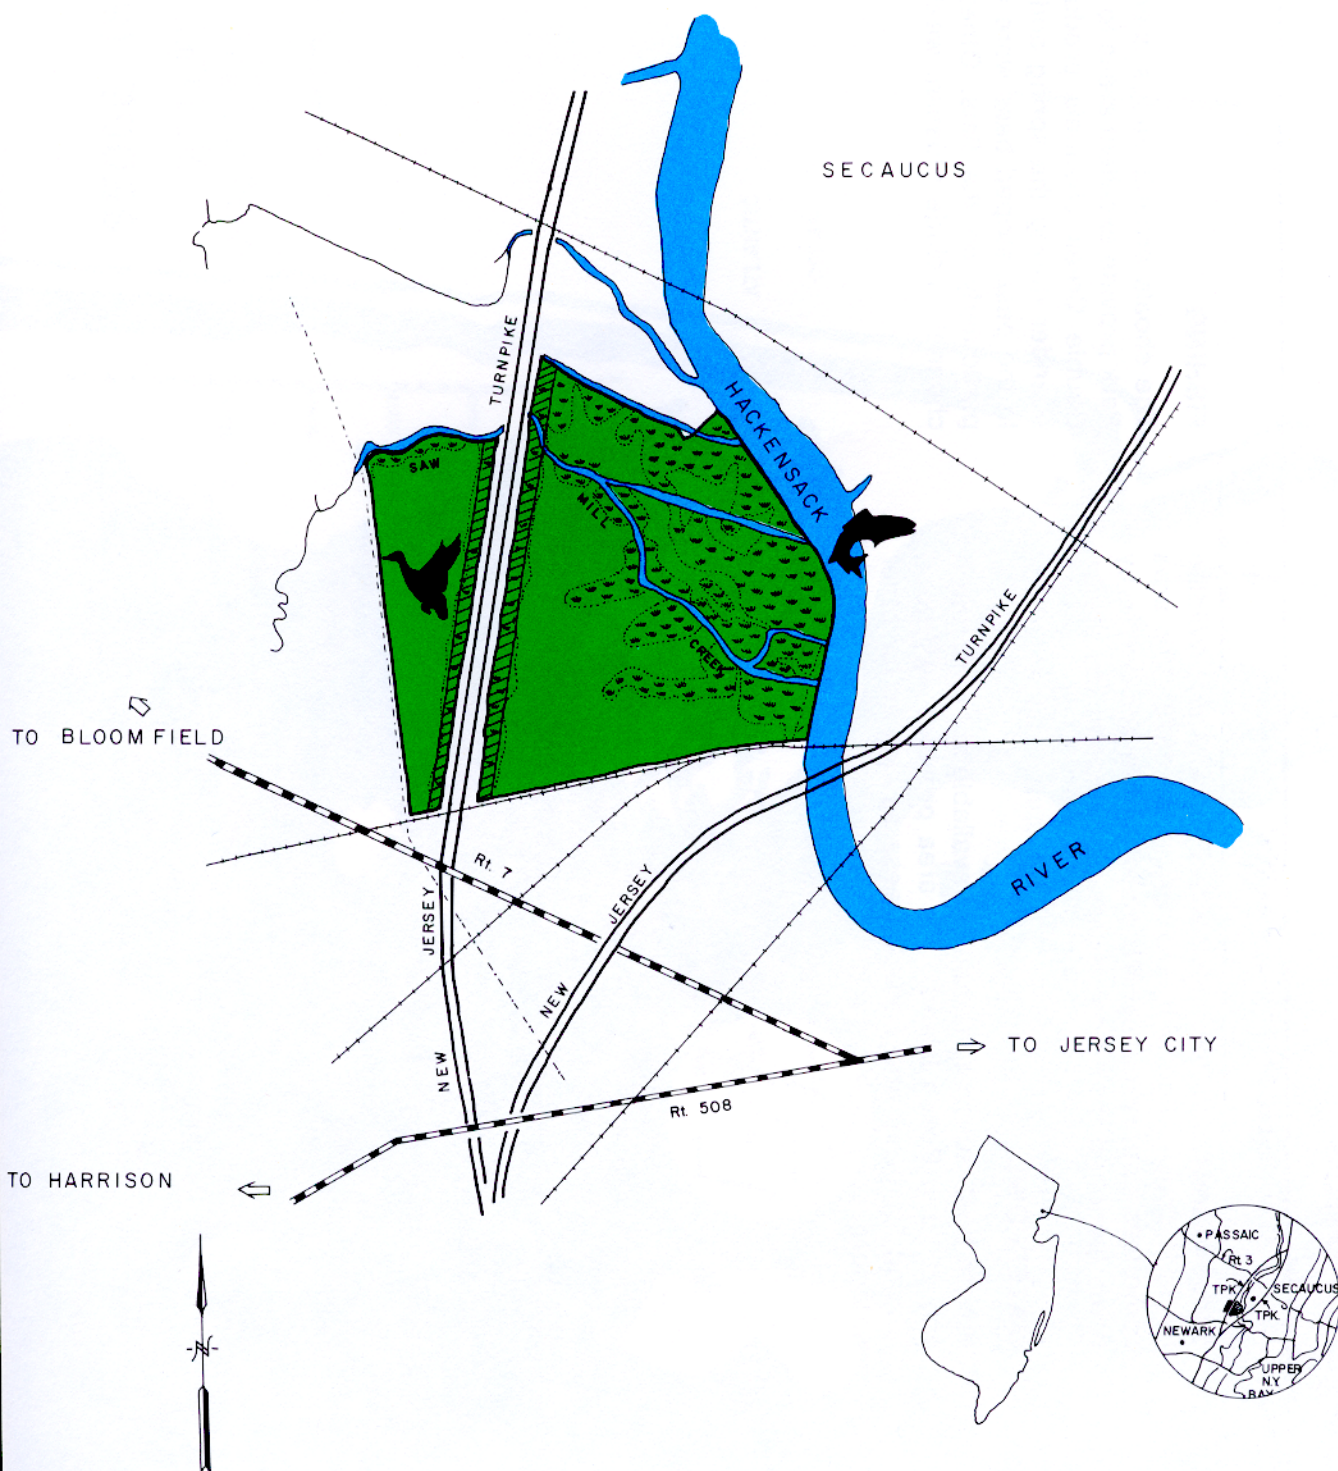 SECAUCUS
TURNPIKE
HACKENSACK
SAW
MILL
CREEK
TURNPIKE
TO BLOOMFIELD
Rt. 7
RIVER
JERSEY
JERSEY
NEW
NEW
TO JERSEY CITY
Rt. 508
TO HARRISON
N
PASSAIC
Rt 3
TPK
SECAUCUS
TPK.
NEWARK
UPPER
N.Y.
BAY